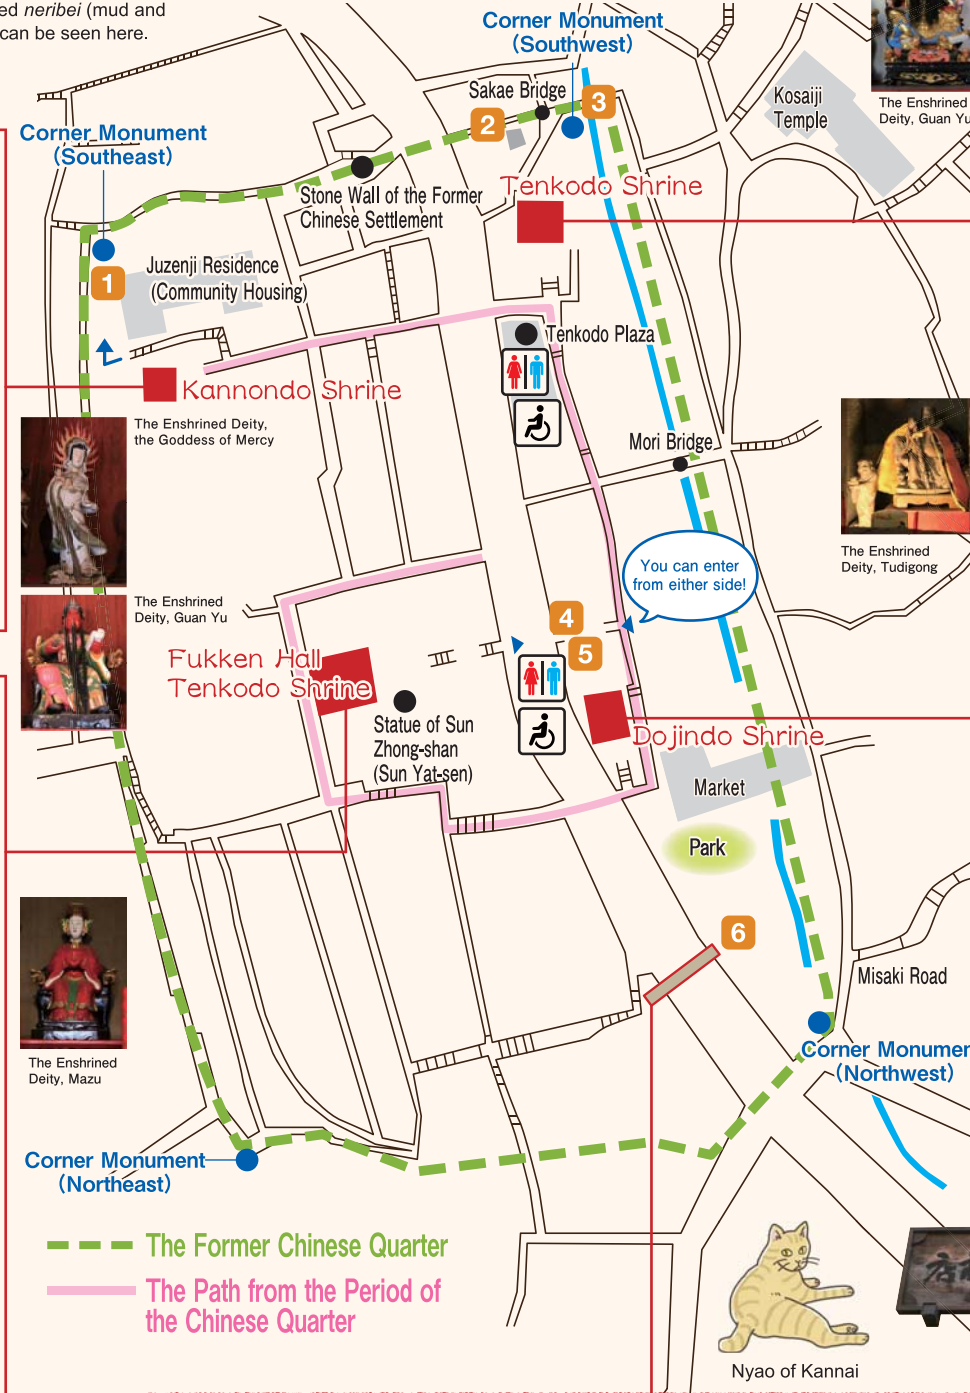 ed neribei (mud and
can be seen here.
Corner Monument
(Southwest)
The Enshrined
Deity, Guan Yu
Kosaiji
Temple
Sakae Bridge
3
2
Corner Monument
(Southeast)
Tenkodo Shrine
Stone Wall of the Former
Chinese Settlement
1
Juzenji Residence
(Community Housing)
Tenkodo Plaza
Kannondo Shrine
The Enshrined Deity,
the Goddess of Mercy
Mori Bridge
The Enshrined
Deity, Tudigong
You can enter
from either side!
The Enshrined
Deity, Guan Yu
4
5
Fukken Hall
Tenkodo Shrine
Statue of Sun
Zhong-shan
(Sun Yat-sen)
Dojindo Shrine
Market
Park
6
Misaki Road
The Enshrined
Deity, Mazu
Corner Monumen
(Northwest)
Corner Monument
(Northeast)
The Former Chinese Quarter
The Path from the Period of
the Chinese Quarter
Nyao of Kannai